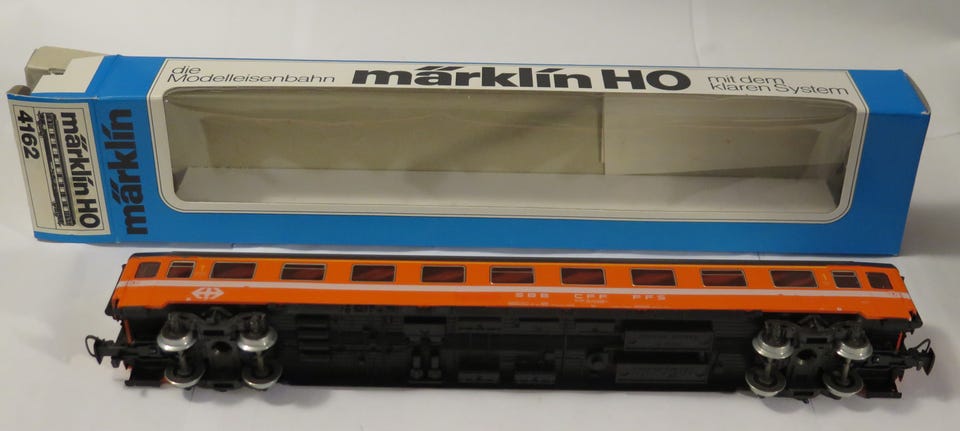 die
Modelleisenbahn
märklin HO
mit dem
klaren System
märklin
märklin HO
4162
SBB CFF FFS